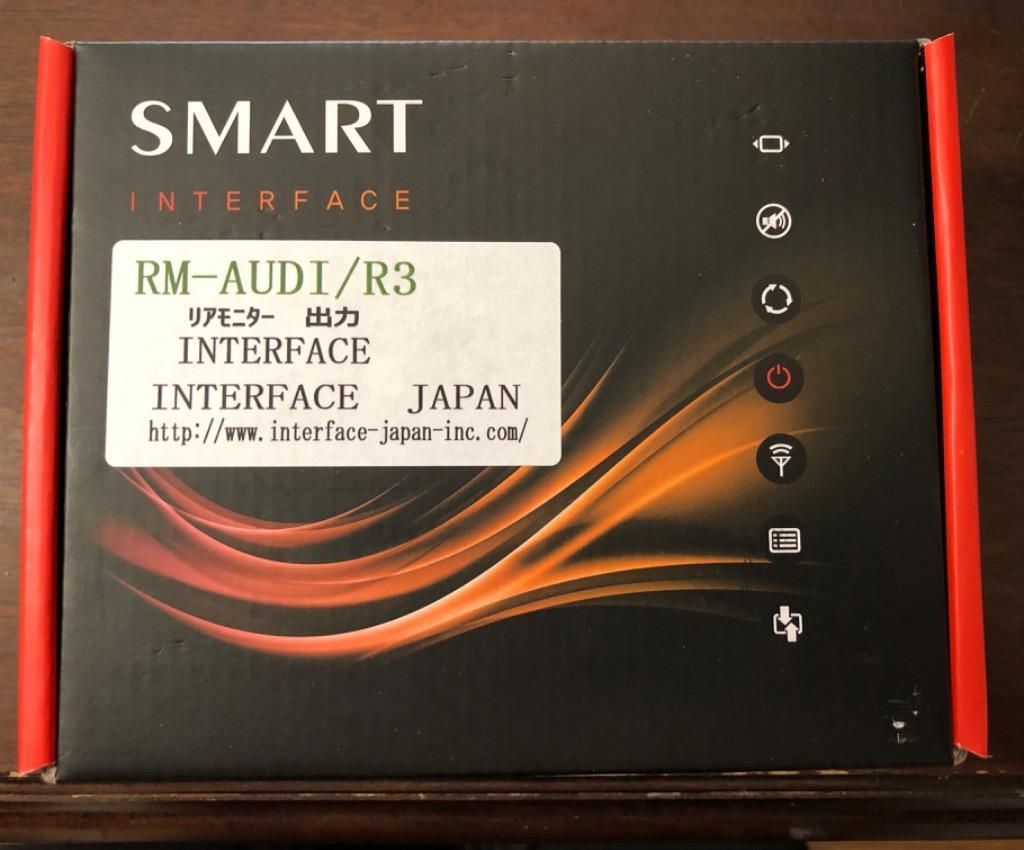 SMART
INTERFACE
RM-AUDI/R3
リアモニター 出力
INTERFACE
INTERFACE JAPAN
http://www.interface-japan-inc.com/